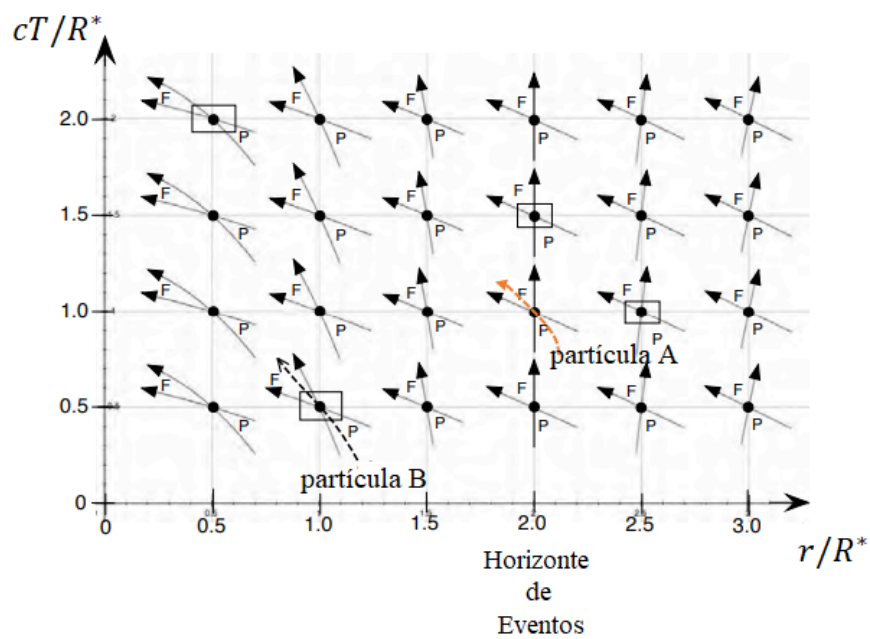 cT/R*
F F F F F F
2.0
P P P P P P
F F F F F F
1.5
P P P P P P
F F F F F F
1.0
P P
partícula A
P
F F F F F F
0.5
P P P P P P
partícula B
0
0 0.5 1.0 1.5 2.0 2.5 3.0
r/R*
Horizonte
de
Eventos